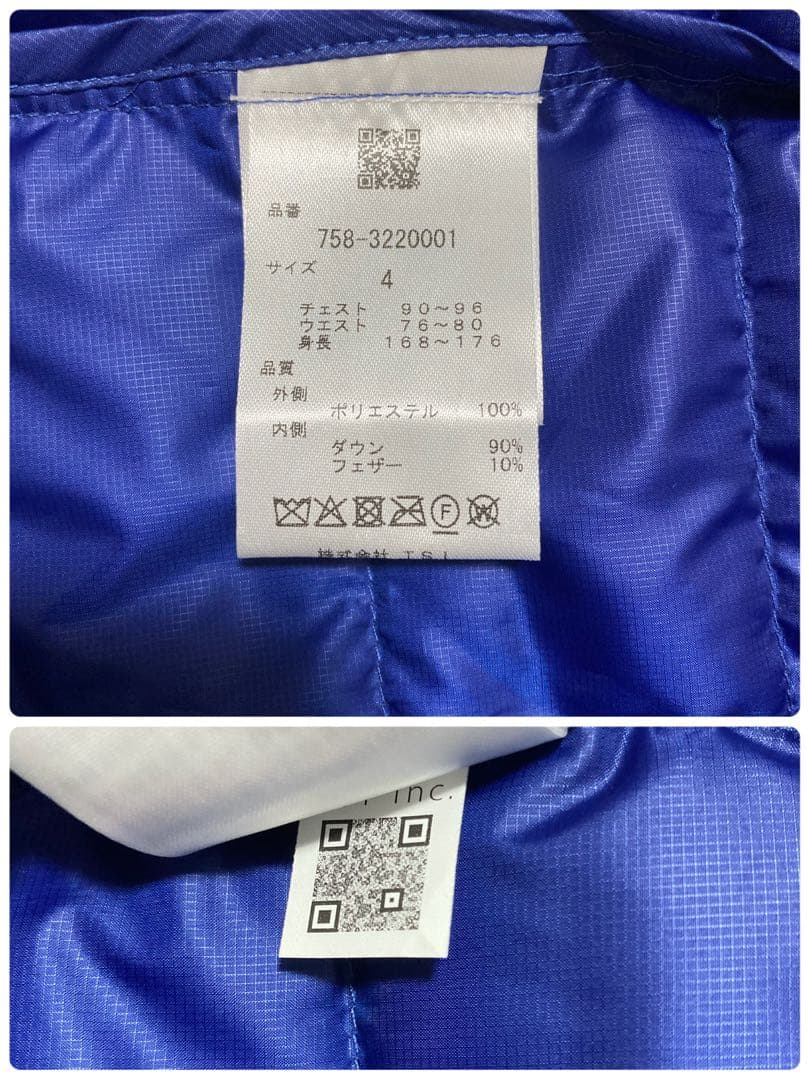 品番
758-3220001
サイズ
4
チェスト 90～96
ウエスト 76～80
身長 168～176
品質
外側
ポリエステル 100%
内側
ダウン 90%
フェザー 10%
F
W
株式会社 TSI
Inc.